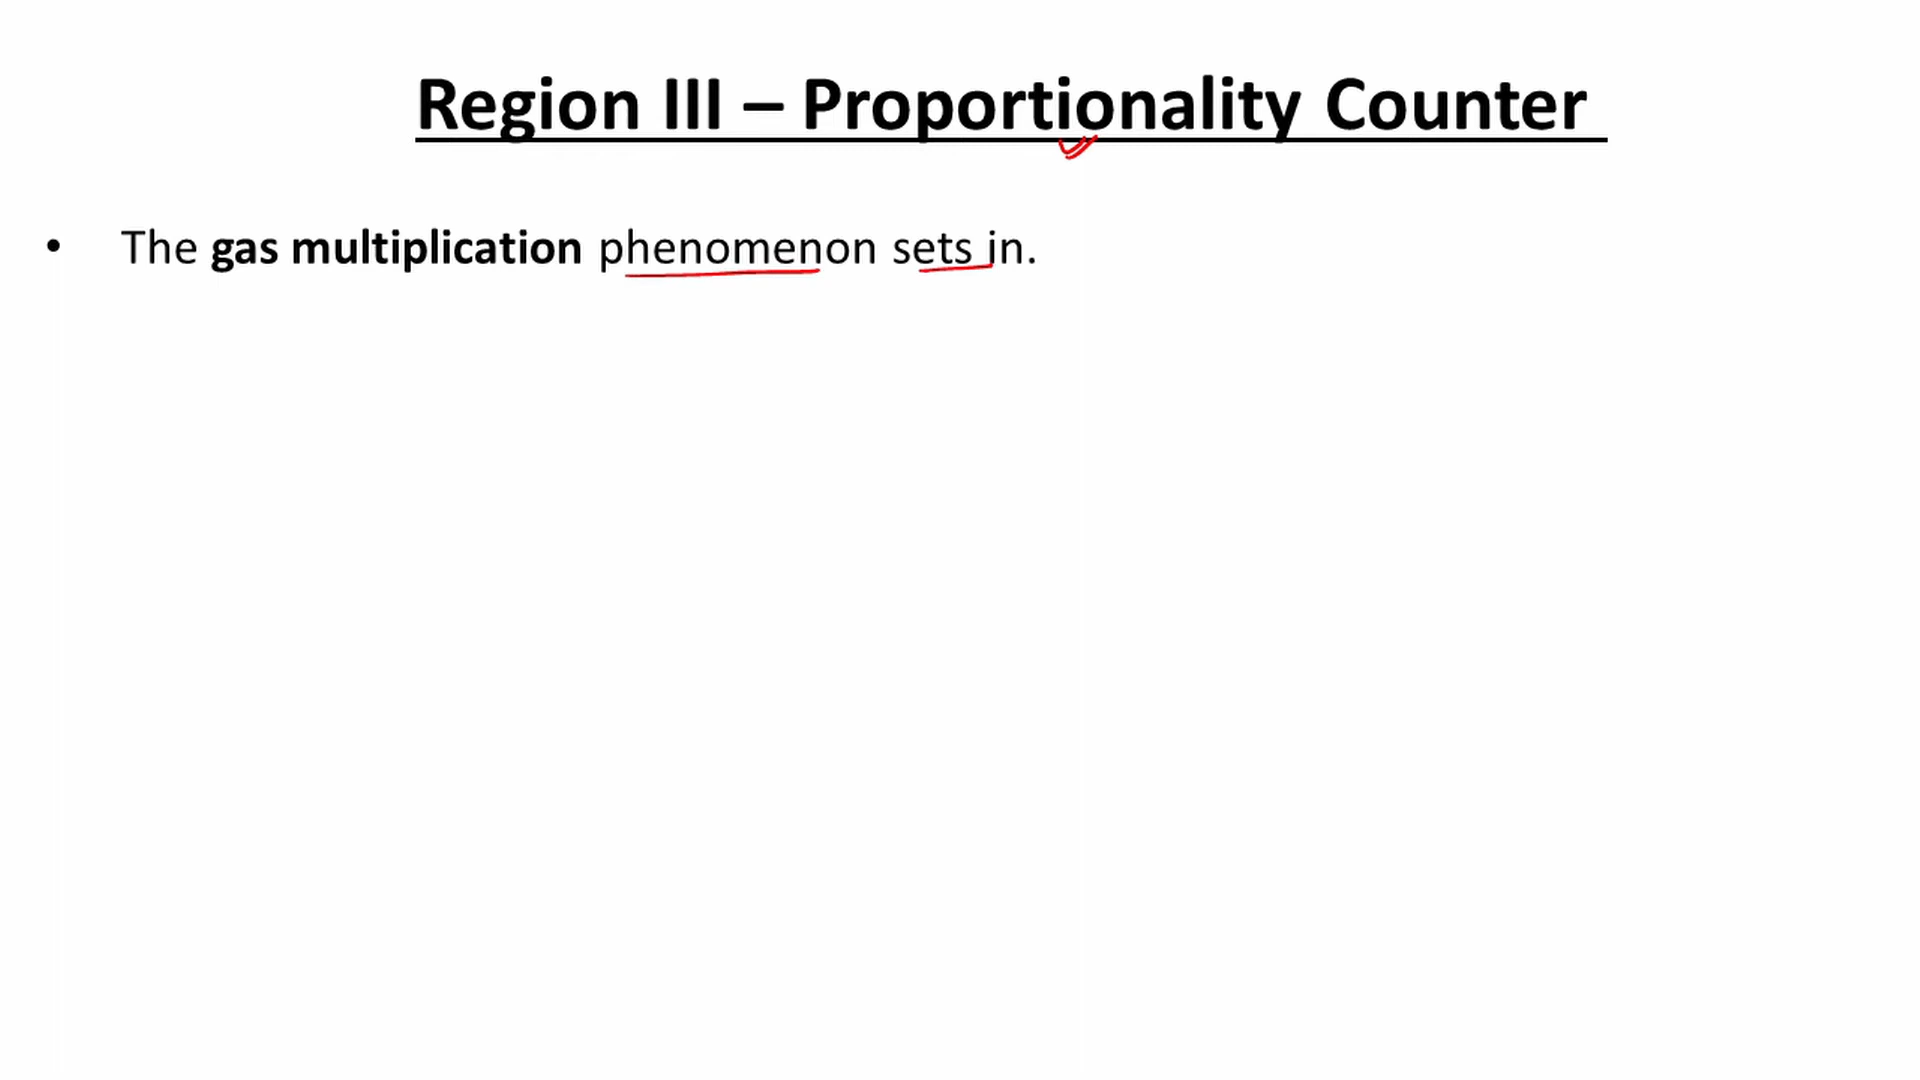 Region III – Proportionality Counter
• The gas multiplication phenomenon sets in.